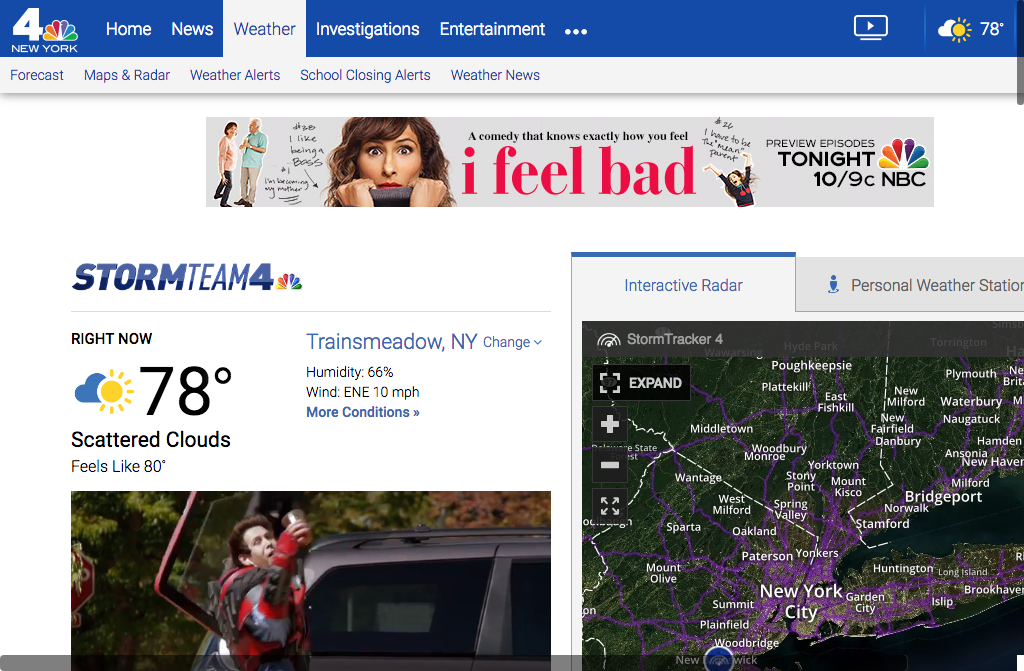 4
NEW YORK
Home News Weather Investigations Entertainment •••
78°
Forecast Maps & Radar Weather Alerts School Closing Alerts Weather News
#28
I like
being a
BOSS
#1
I'm becoming
my mother
A comedy that knows exactly how you feel
i feel bad
#26
I have to be
the "mean"
parent
PREVIEW EPISODES
TONIGHT
10/9c NBC
STORMTEAM4
Interactive Radar
Personal Weather Station
RIGHT NOW
78°
Scattered Clouds
Feels Like 80°
Trainsmeadow, NY Change
Humidity: 66%
Wind: ENE 10 mph
More Conditions »
StormTracker 4
EXPAND
Wawarsing
Hyde Park
Torrington
Poughkeepsie
Plymouth
New
Plattekill
East
Fishkill
New
Milford
Waterbury
Naugatuck
Middletown
New
Fairfield
Danbury
Hamden
Delaware State
Forest
Woodbury
Monroe
Ansonia
New Haven
Yorktown
Wantage
Stony
Point
Mount
Kisco
Milford
Bridgeport
West
Milford
Spring
Valley
Norwalk
Stamford
Sparta
Oakland
Paterson
Yonkers
Mount
Olive
Huntington
Long Island
New York
City
Garden
City
Brookhaven
Islip
Summit
Plainfield
Woodbridge